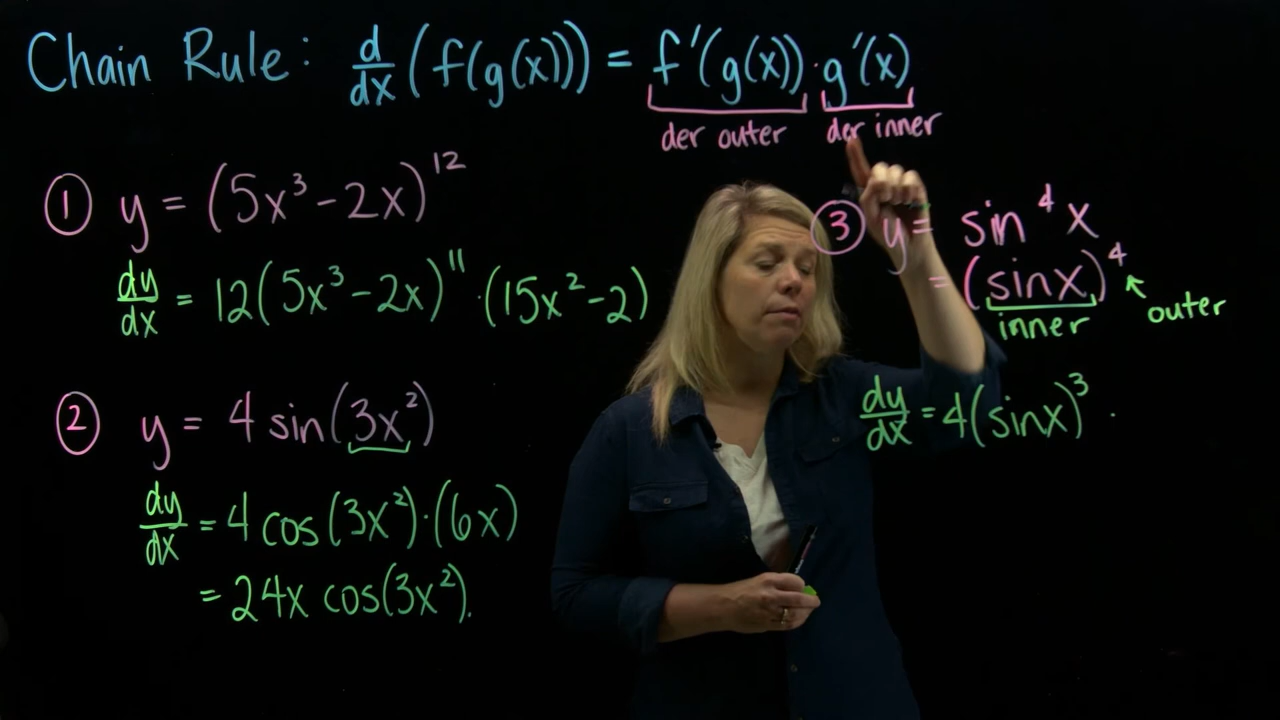 Chain Rule: d/dx (f(g(x))) = f'(g(x)) · g'(x)
der outer der inner
① y = (5x³ - 2x)¹²
dy/dx = 12(5x³ - 2x)¹¹ · (15x² - 2)
② y = 4 sin(3x²)
dy/dx = 4 cos(3x²) · (6x)
= 24x cos(3x²).
③ y = sin⁴ x
= (sin x)⁴
inner
outer
dy/dx = 4(sin x)³ ·